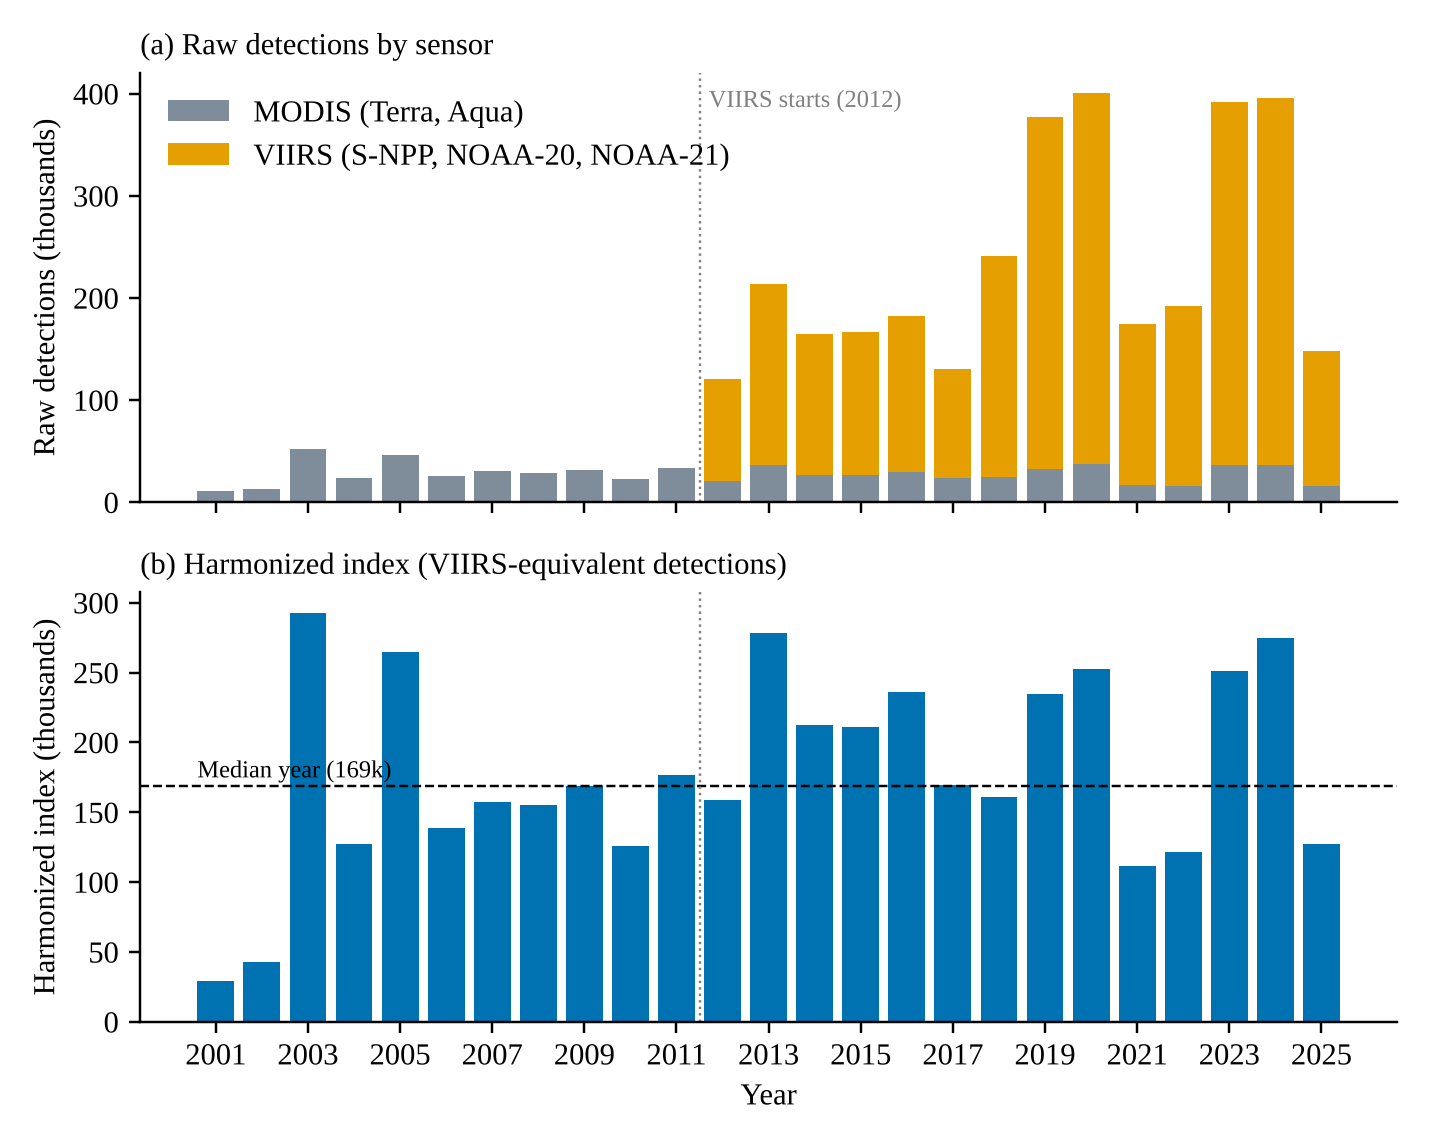 (a) Raw detections by sensor
Raw detections (thousands)
400
300
200
100
0
MODIS (Terra, Aqua)
VIIRS (S-NPP, NOAA-20, NOAA-21)
VIIRS starts (2012)
(b) Harmonized index (VIIRS-equivalent detections)
Harmonized index (thousands)
300
250
200
150
100
50
0
Median year (169k)
2001 2003 2005 2007 2009 2011 2013 2015 2017 2019 2021 2023 2025
Year